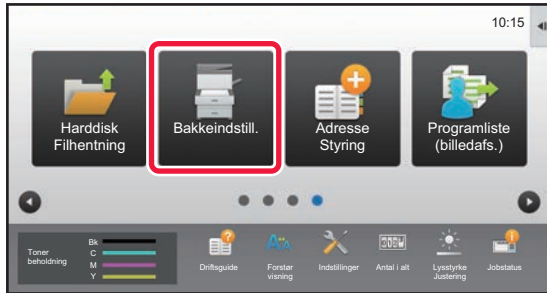 10:15
Harddisk
Filhentning
Bakkeindstill.
Adresse
Styring
Programliste
(billedafs.)
Toner
beholdning
Bk
C
M
Y
Driftsguide
Forstør
visning
Indstillinger
Antal i alt
Lysstyrke
Justering
Jobstatus